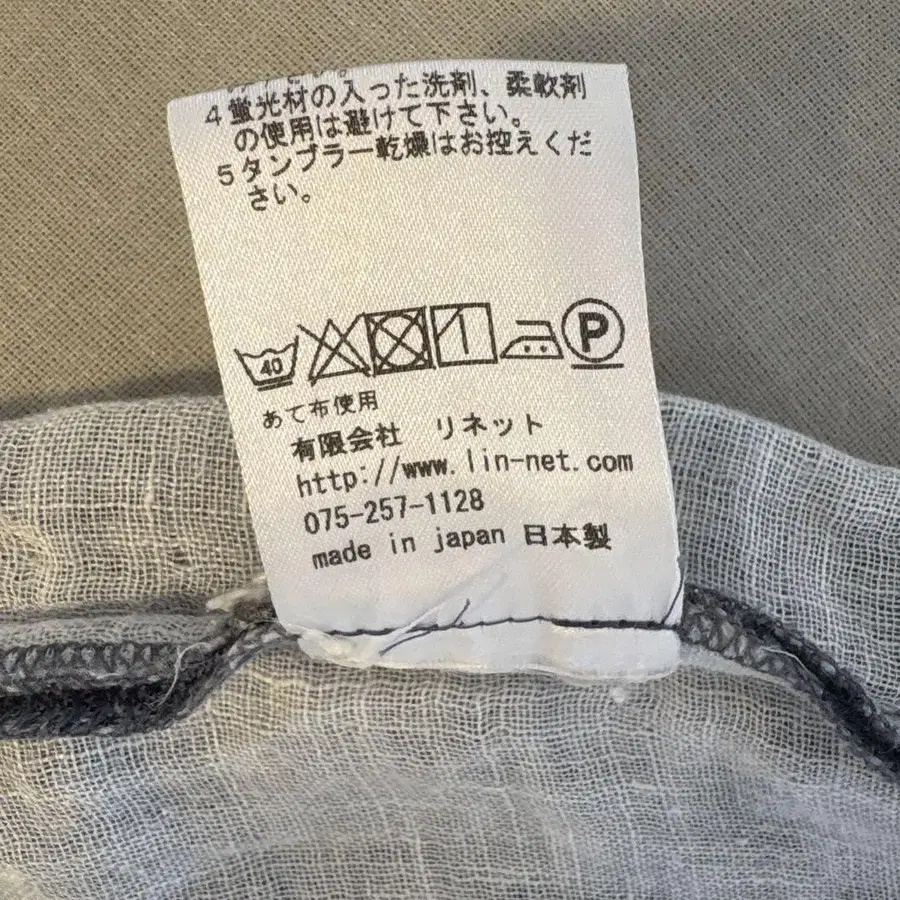 4 蛍光材の入った洗剤、柔軟剤
の使用は避けて下さい。
5 タンブラー乾燥はお控えくだ
さい。
40
P
あて布使用
有限会社 リネット
http://www.lin-net.com
075-257-1128
made in japan 日本製